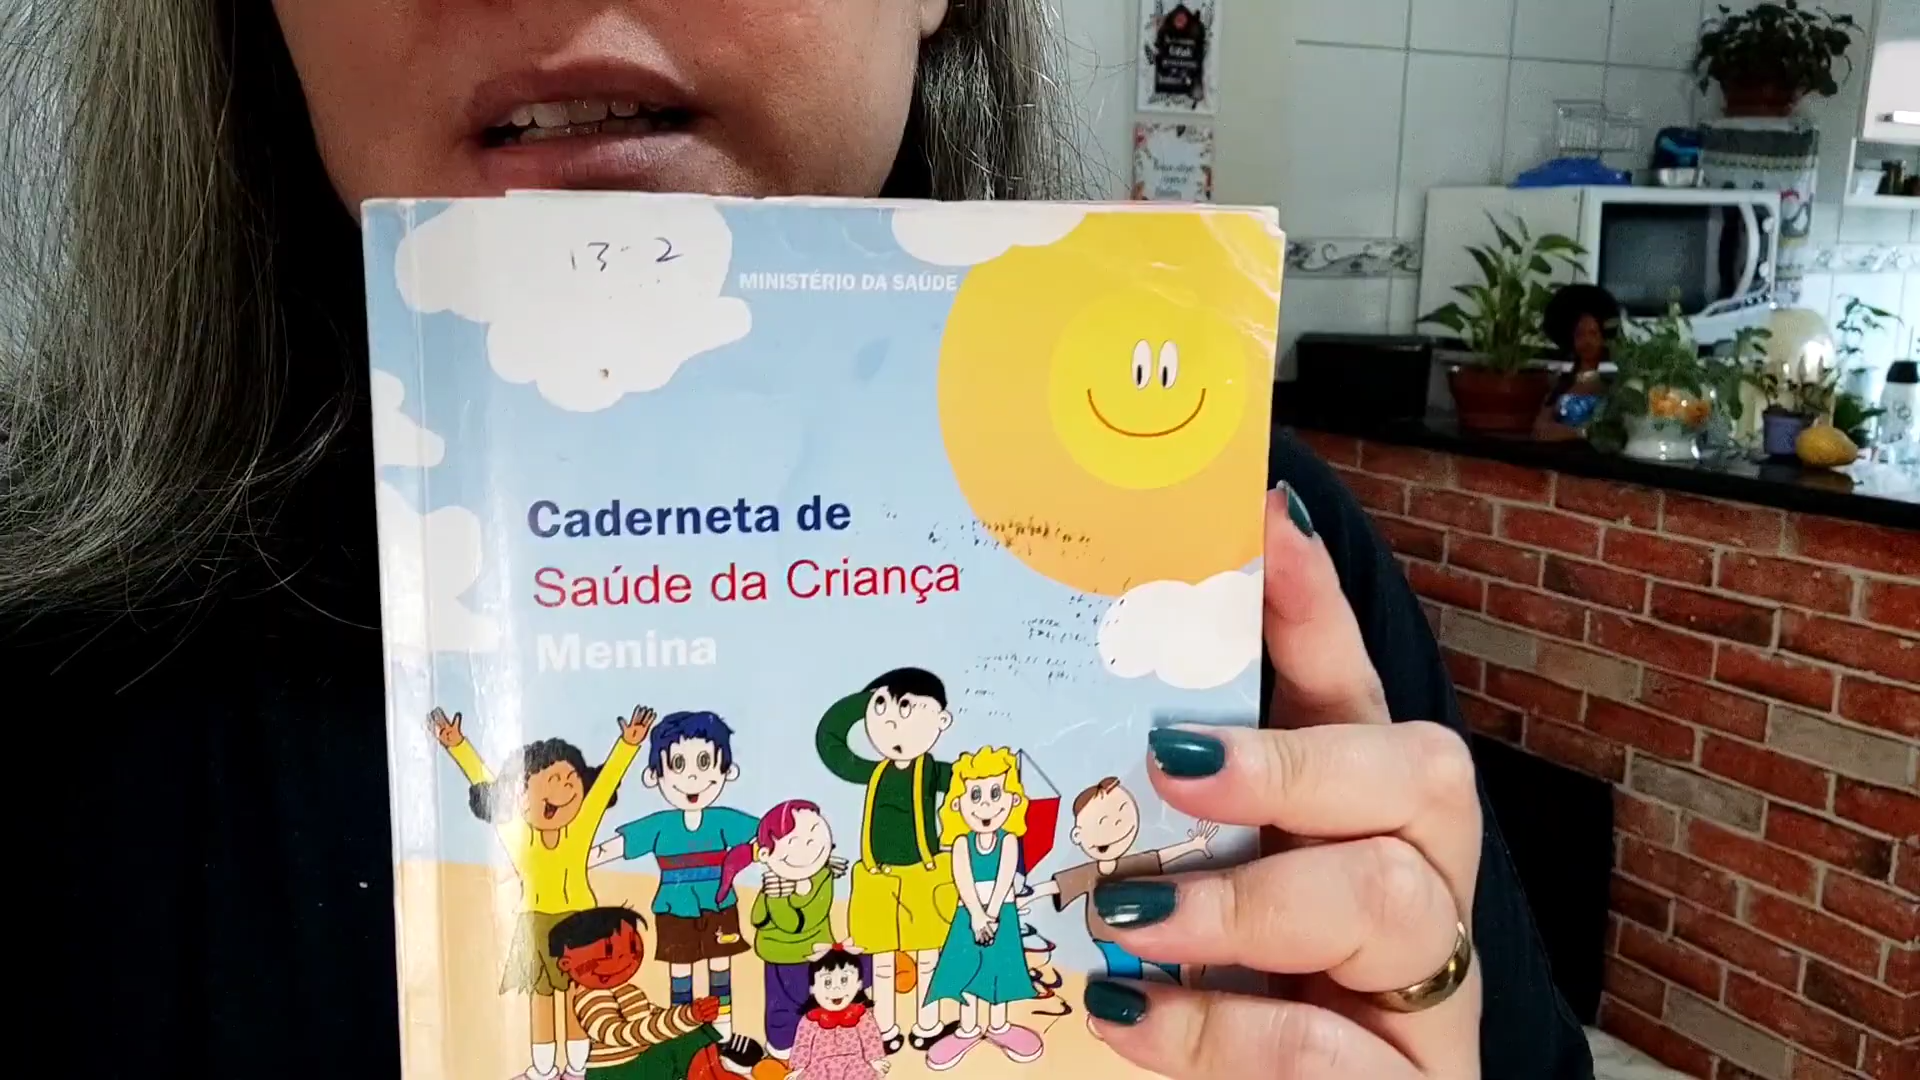 13-2
MINISTÉRIO DA SAÚDE
Caderneta de
Saúde da Criança
Menina